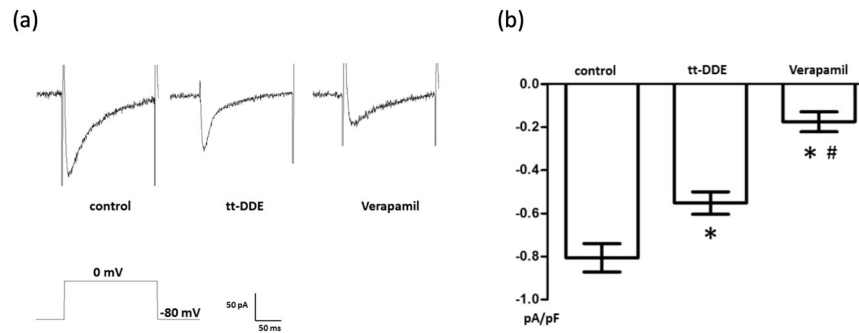 (a)
control
tt-DDE
Verapamil
0 mV
-80 mV
50 pA
50 ms
(b)
control
tt-DDE
Verapamil
0.0
-0.2
-0.4
-0.6
-0.8
-1.0
pA/pF
* #
*